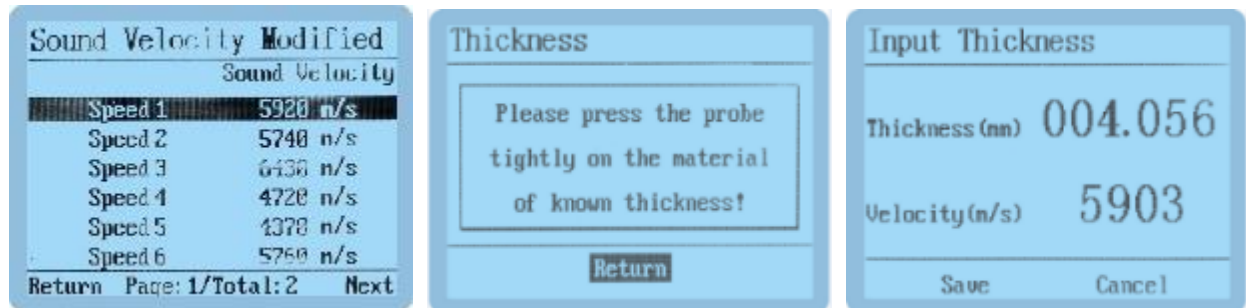 Sound Velocity Modified
Sound Velocity
Speed 1 5920 m/s
Speed 2 5740 m/s
Speed 3 6430 m/s
Speed 4 4720 m/s
Speed 5 4370 m/s
Speed 6 5760 m/s
Return Page:1/Total:2 Next
Thickness
Please press the probe
tightly on the material
of known thickness!
Return
Input Thickness
Thickness(mm) 004.056
Velocity(m/s) 5903
Save Cancel